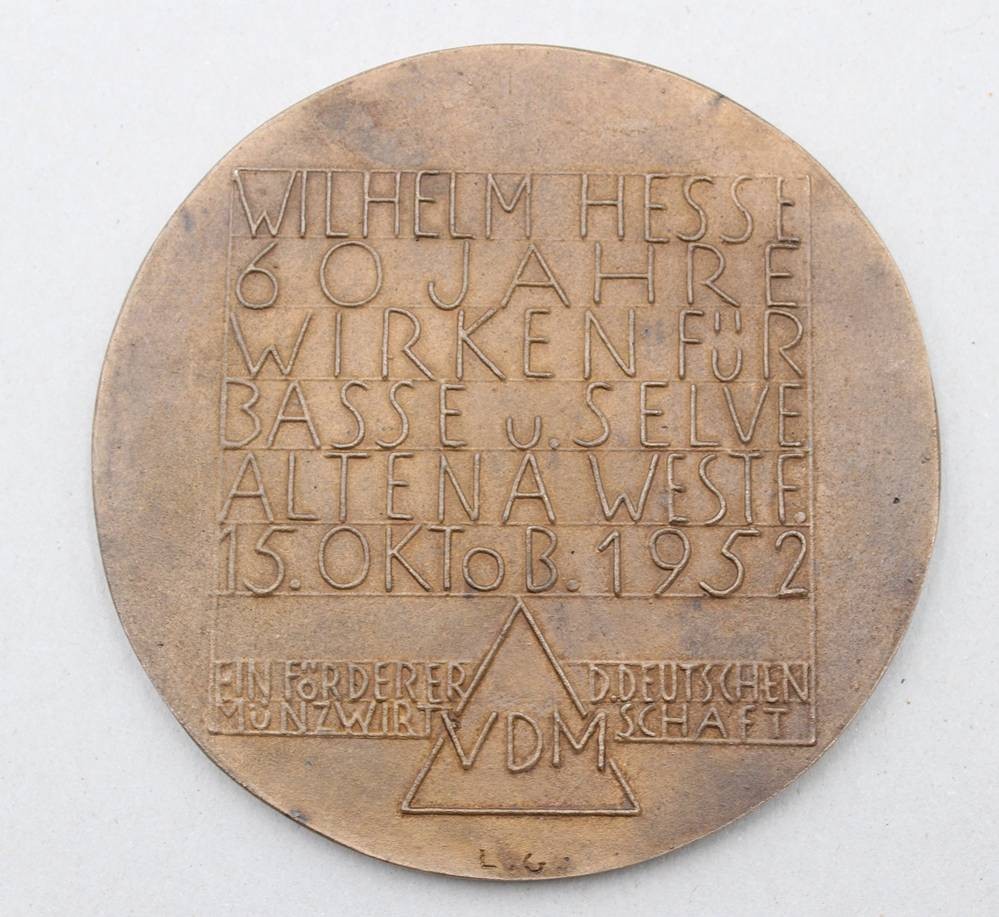 WILHELM HESSE
60 JAHRE
WIRKEN FÜR
BASSE u. SELVE
ALTENA WESTF.
15. OKTOB. 1952
EIN FÖRDERER D. DEUTSCHEN
MÜNZWIRT SCHAFT
VDM
L. G.